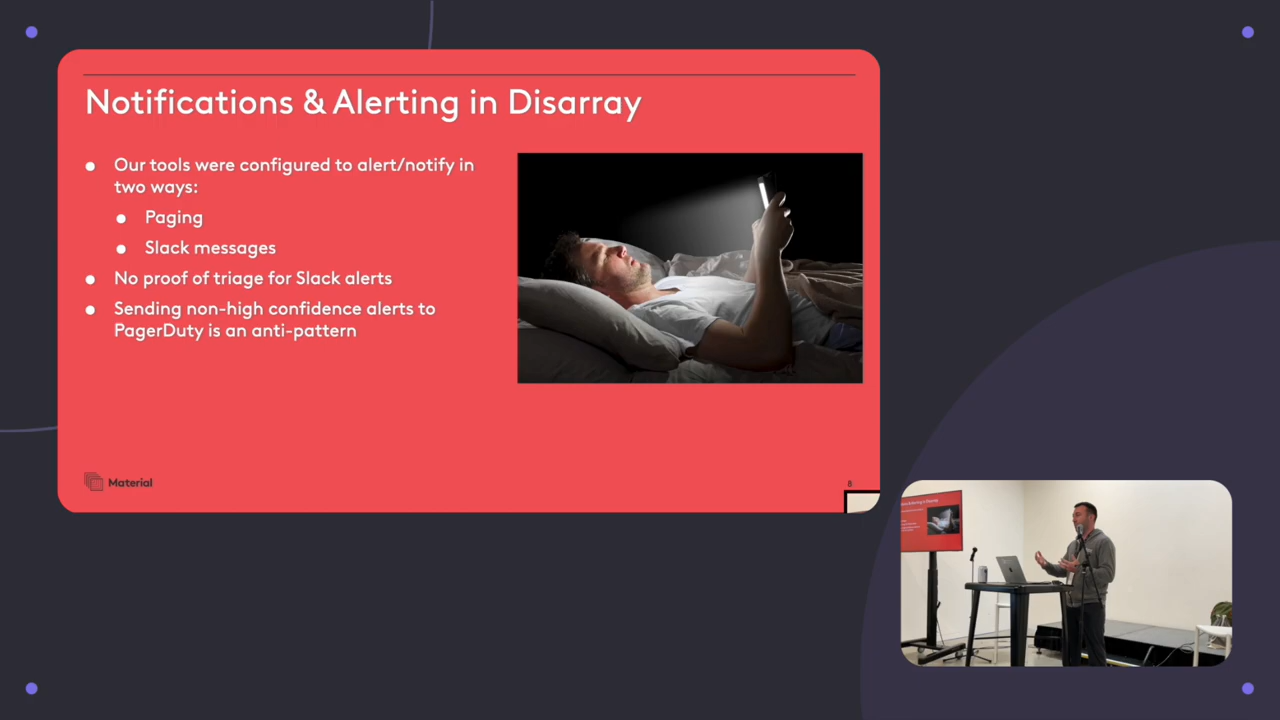 Notifications & Alerting in Disarray
Our tools were configured to alert/notify in
two ways:
Paging
Slack messages
No proof of triage for Slack alerts
Sending non-high confidence alerts to
PagerDuty is an anti-pattern
Material
8